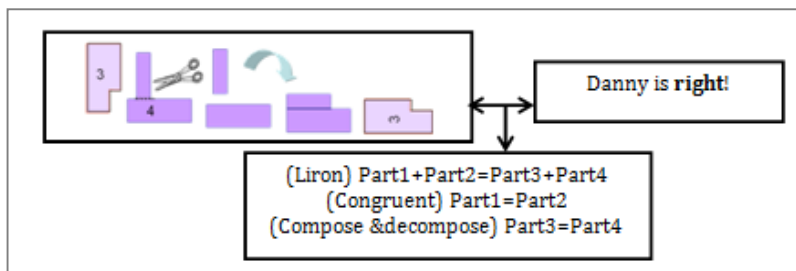 3
4
3
Danny is right!
(Liron) Part1+Part2=Part3+Part4
(Congruent) Part1=Part2
(Compose &decompose) Part3=Part4